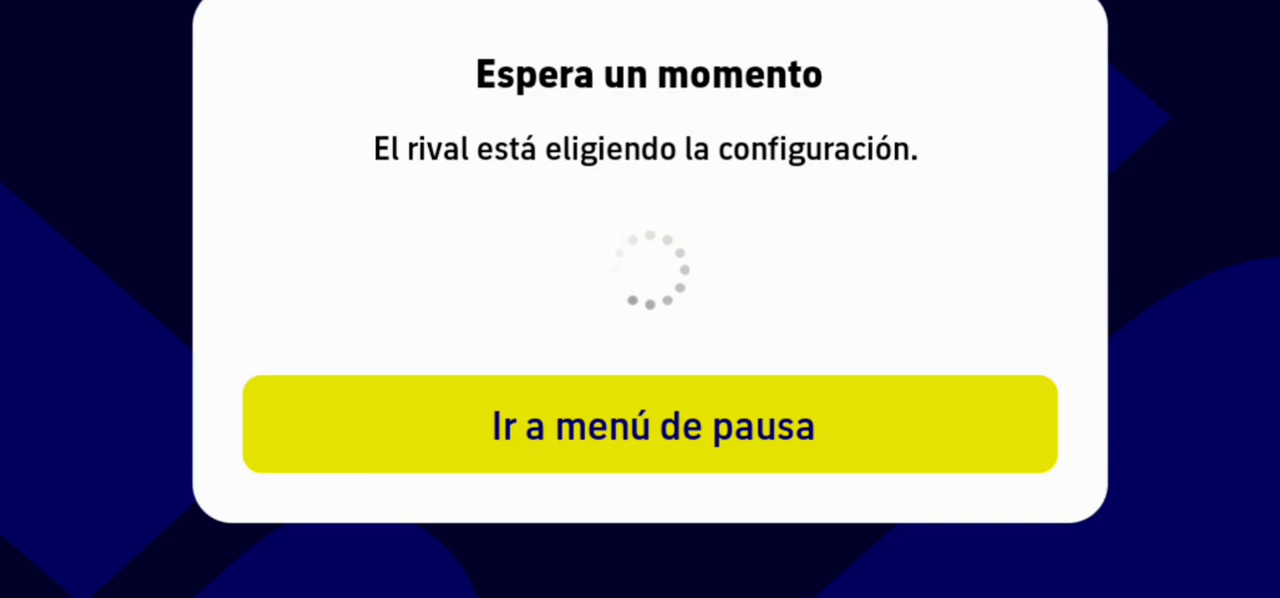 Espera un momento
El rival está eligiendo la configuración.
Ir a menú de pausa